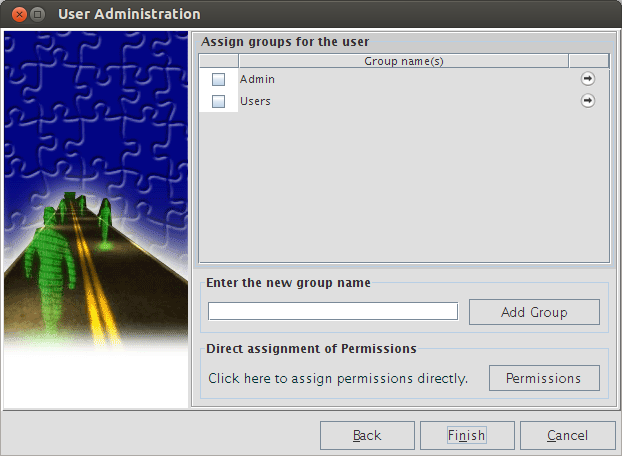 User Administration
Assign groups for the user
Group name(s)
Admin
Users
Enter the new group name
Add Group
Direct assignment of Permissions
Click here to assign permissions directly.
Permissions
Back
Finish
Cancel